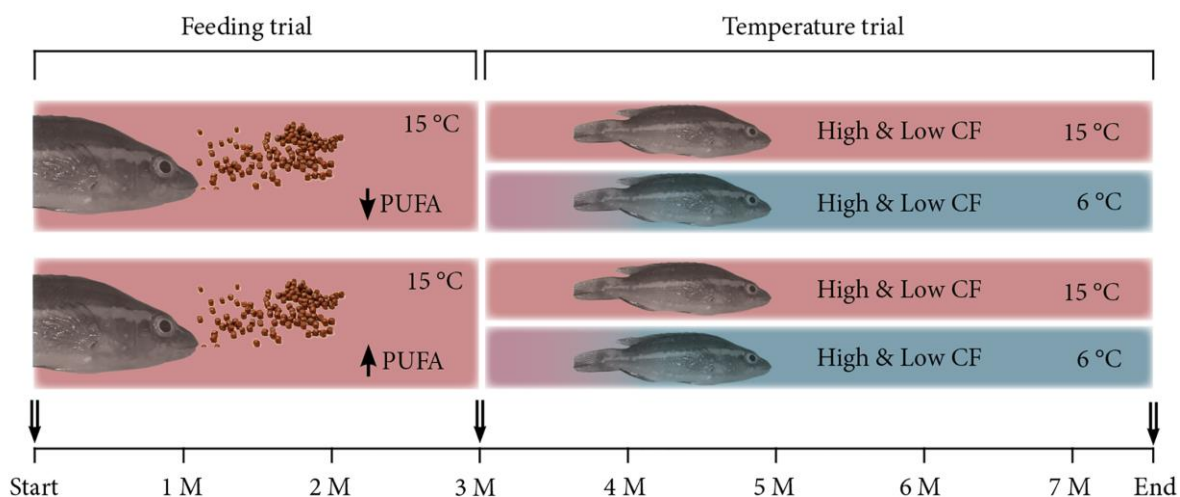 Feeding trial
Temperature trial
15 °C
PUFA
High & Low CF
15 °C
High & Low CF
6 °C
15 °C
PUFA
High & Low CF
15 °C
High & Low CF
6 °C
Start
1 M
2 M
3 M
4 M
5 M
6 M
7 M
End